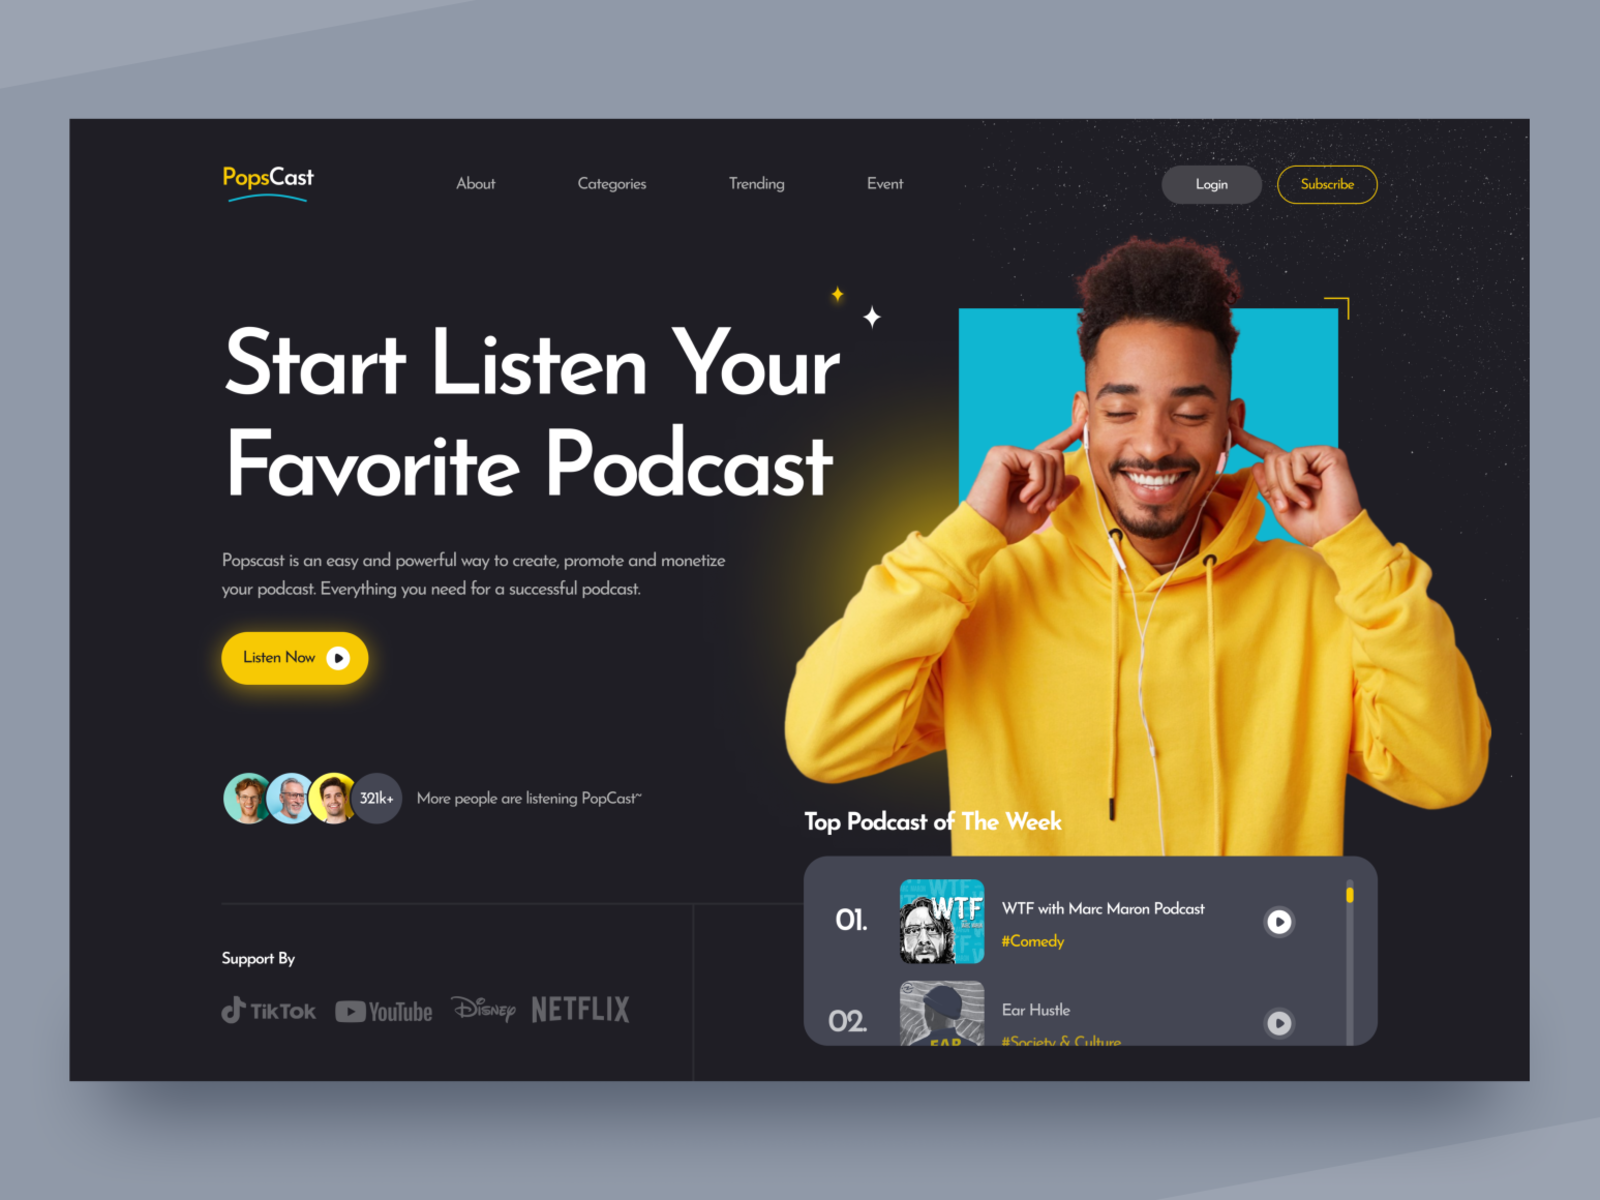 PopsCast
About
Categories
Trending
Event
Login
Subscribe
Start Listen Your
Favorite Podcast
Popscast is an easy and powerful way to create, promote and monetize
your podcast. Everything you need for a successful podcast.
Listen Now
321k+
More people are listening PopCast~
Top Podcast of The Week
01.
WTF
WTF with Marc Maron Podcast
#Comedy
02.
EAR
Ear Hustle
#Society & Culture
Support By
TikTok
YouTube
Disney
NETFLIX